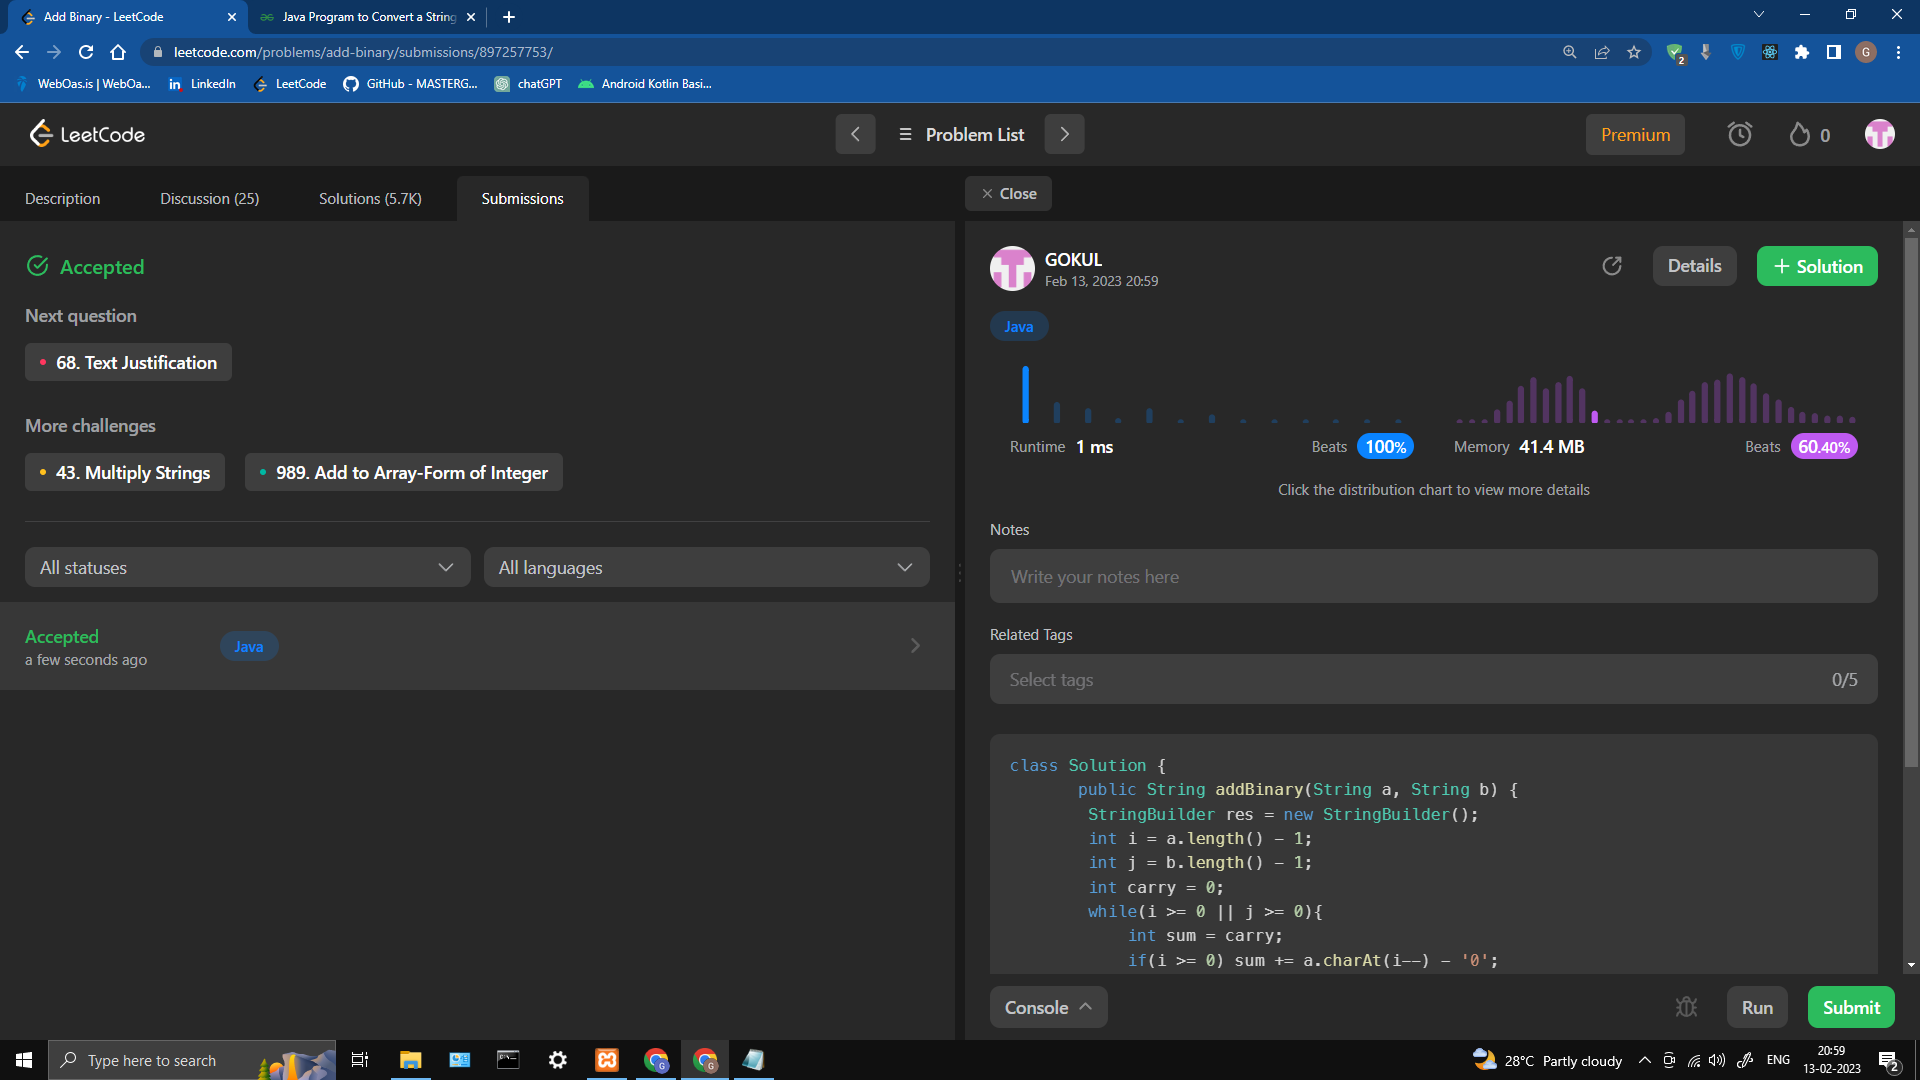 Add Binary - LeetCode
Java Program to Convert a String
leetcode.com/problems/add-binary/submissions/897257753/
2
G
WebOas.is | WebOa...
LinkedIn
LeetCode
GitHub - MASTERG...
chatGPT
Android Kotlin Basi...
LeetCode
Problem List
Premium
0
Description
Discussion (25)
Solutions (5.7K)
Submissions
Close
Accepted
Next question
68. Text Justification
More challenges
43. Multiply Strings
989. Add to Array-Form of Integer
All statuses
All languages
Accepted
a few seconds ago
Java
GOKUL
Feb 13, 2023 20:59
Details
+ Solution
Java
Runtime 1 ms
Beats 100%
Memory 41.4 MB
Beats 60.40%
Click the distribution chart to view more details
Notes
Write your notes here
Related Tags
Select tags
0/5
class Solution {
public String addBinary(String a, String b) {
StringBuilder res = new StringBuilder();
int i = a.length() - 1;
int j = b.length() - 1;
int carry = 0;
while(i >= 0 || j >= 0){
int sum = carry;
if(i >= 0) sum += a.charAt(i--) - '0';
Console
Run
Submit
Type here to search
28°C Partly cloudy
ENG
20:59
13-02-2023
2